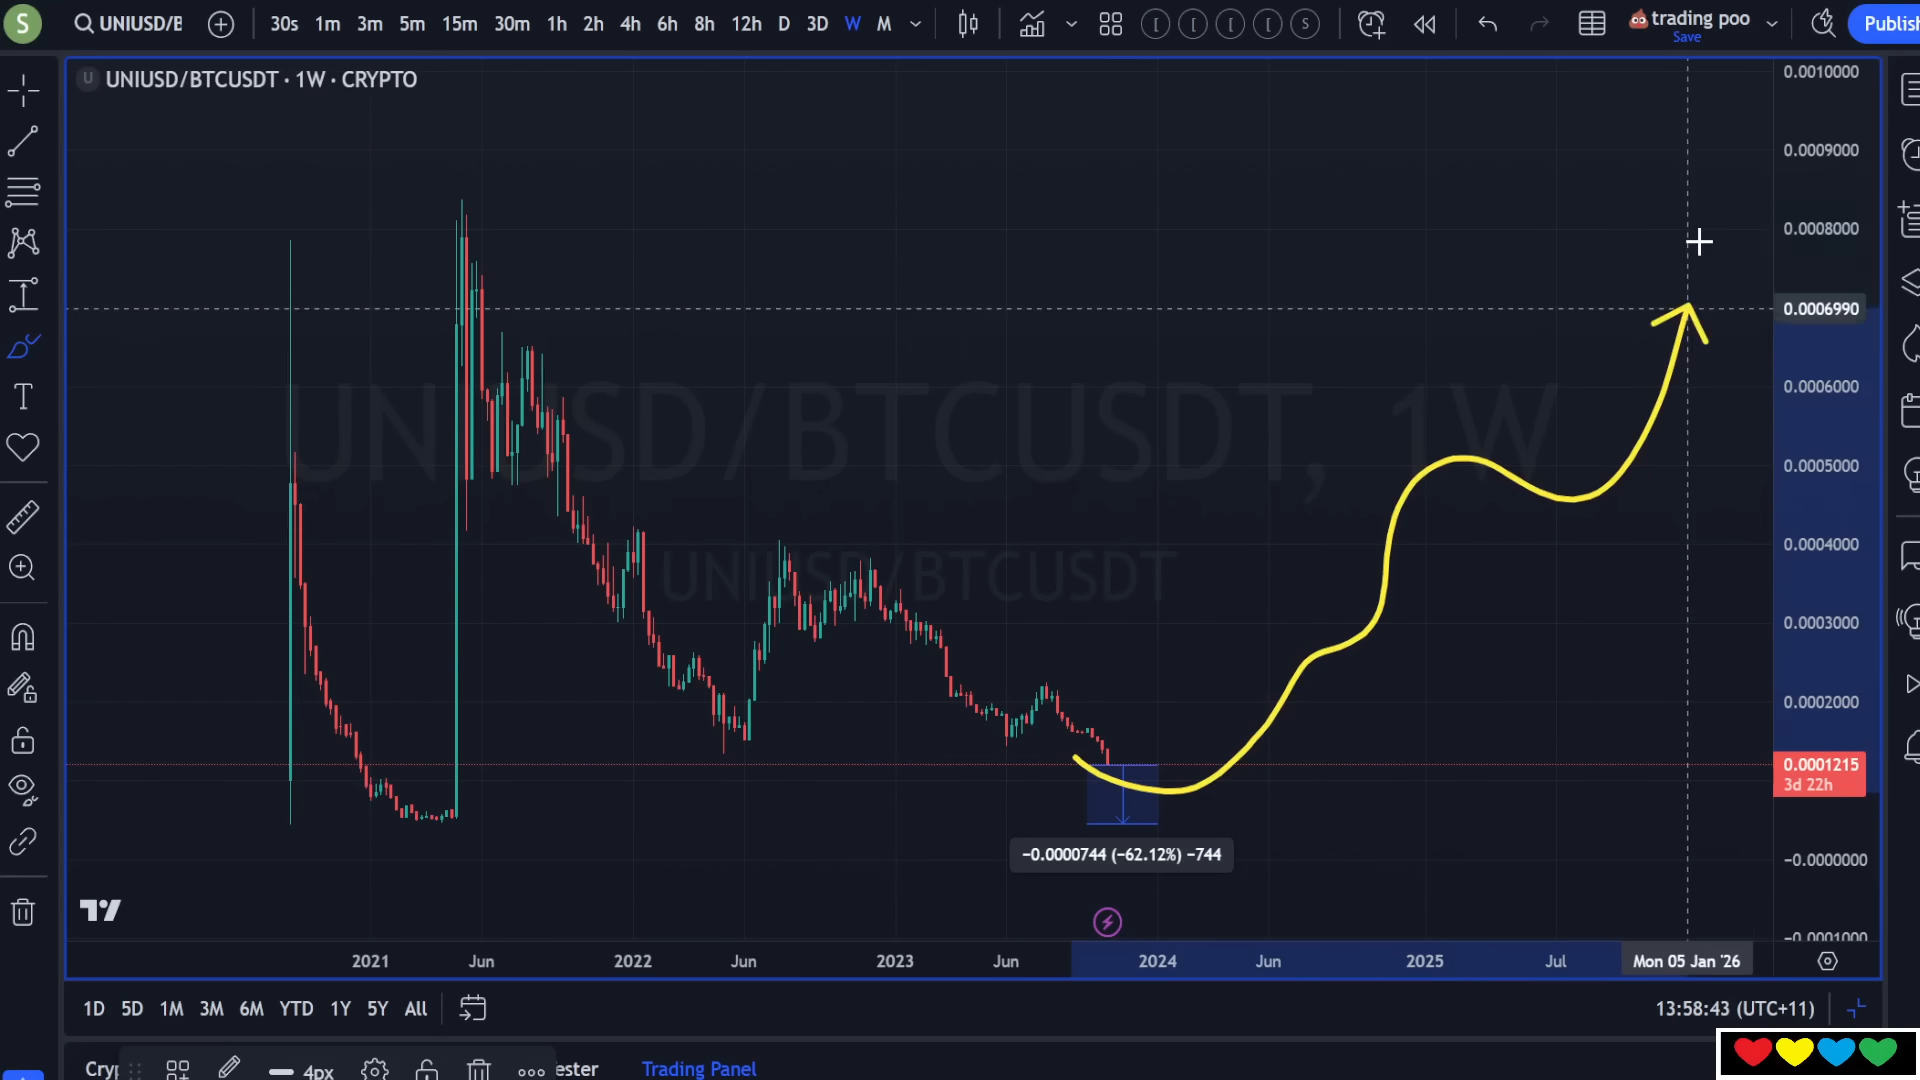 S
UNIUSD/B
30s 1m 3m 5m 15m 30m 1h 2h 4h 6h 8h 12h D 3D W M
[ [ [ [ S
trading poo
Save
Publish
U UNIUSD/BTCUSDT · 1W · CRYPTO
UNIUSD/BTCUSDT, 1W
UNIUSD/BTCUSDT
0.0010000
0.0009000
0.0008000
0.0006990
0.0006000
0.0005000
0.0004000
0.0003000
0.0002000
0.0001215
3d 22h
−0.0000000
−0.0001000
−0.0000744 (−62.12%) −744
2021 Jun 2022 Jun 2023 Jun 2024 Jun 2025 Jul Mon 05 Jan '26
1D 5D 1M 3M 6M YTD 1Y 5Y All
13:58:43 (UTC+11)
Cryp
4px
ester
Trading Panel
T